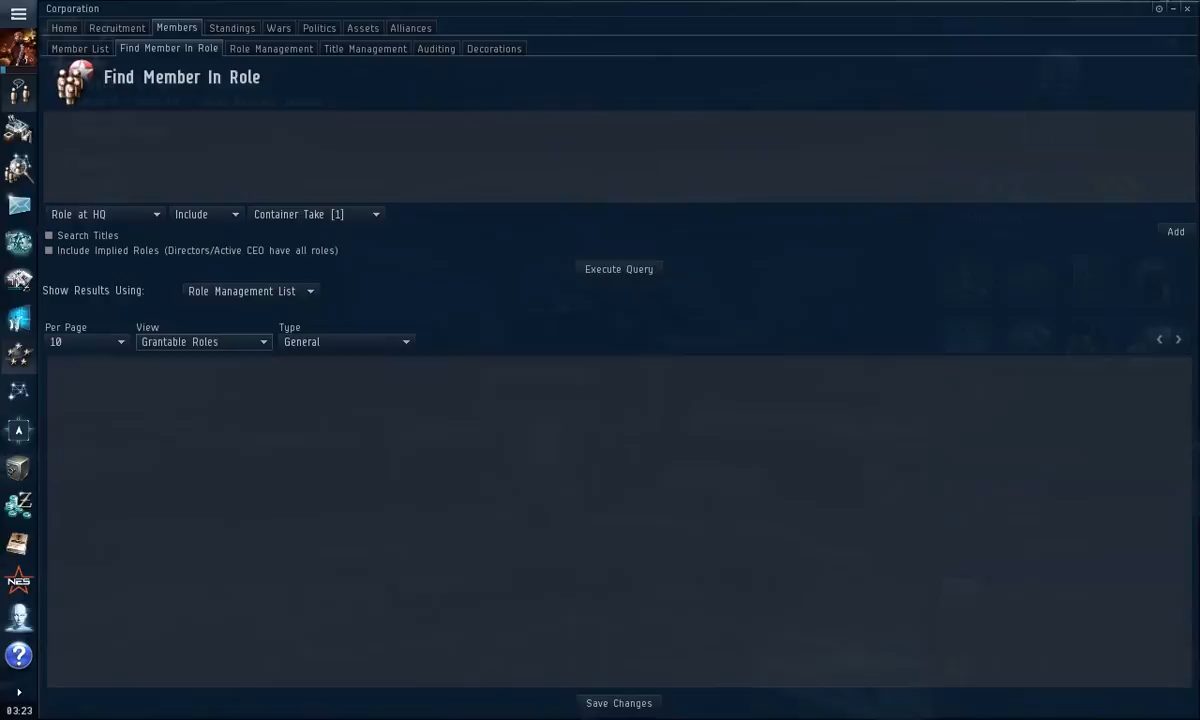 Corporation
Home Recruitment Members Standings Wars Politics Assets Alliances
Member List Find Member In Role Role Management Title Management Auditing Decorations
Find Member In Role
Role at HQ Include Container Take [1]
Add
Search Titles
Include Implied Roles (Directors/Active CEO have all roles)
Execute Query
Show Results Using: Role Management List
Per Page View Type
10 Grantable Roles General
NES
?
Save Changes
03:23